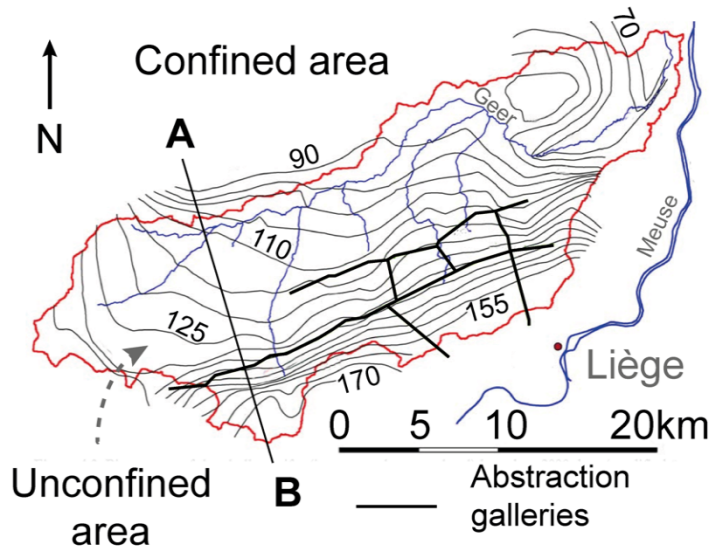 70
Confined area
Geer
N
A
90
Meuse
110
125
155
Liège
170
0 5 10 20km
Unconfined
area
B
Abstraction
galleries